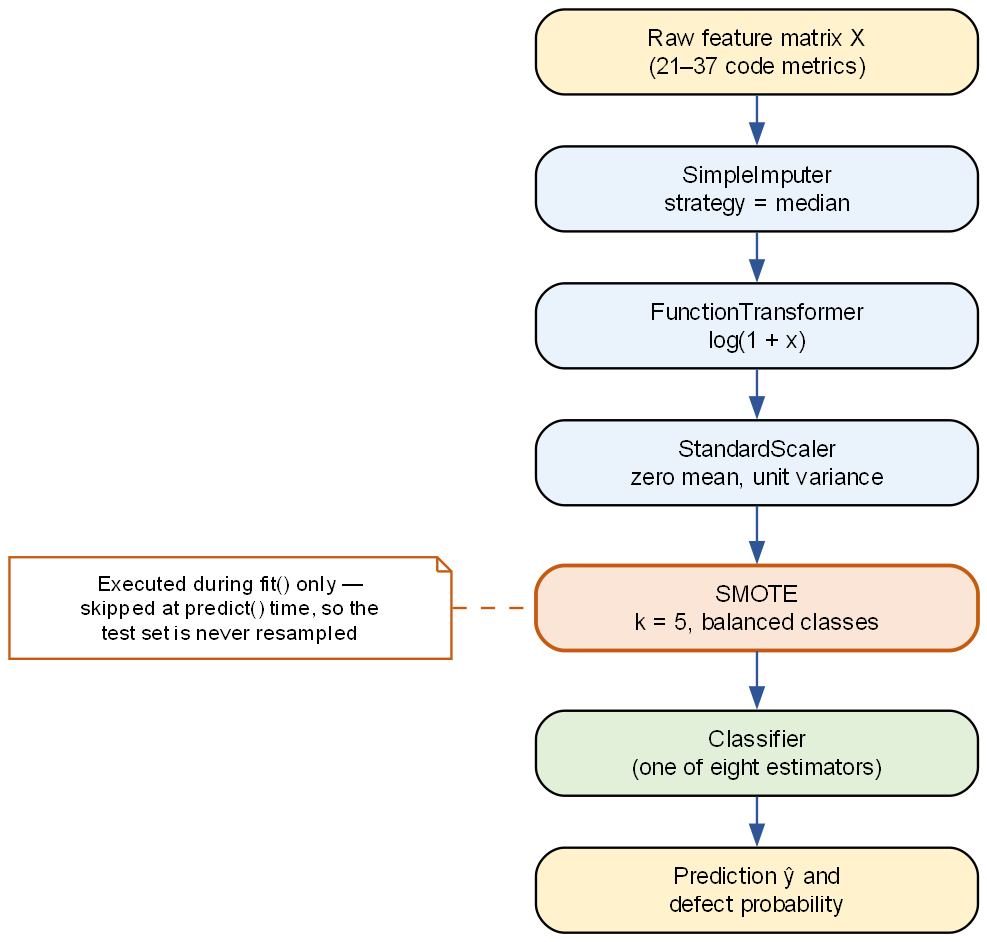 Raw feature matrix X
(21–37 code metrics)
SimpleImputer
strategy = median
FunctionTransformer
log(1 + x)
StandardScaler
zero mean, unit variance
Executed during fit() only —
skipped at predict() time, so the
test set is never resampled
SMOTE
k = 5, balanced classes
Classifier
(one of eight estimators)
Prediction ŷ and
defect probability